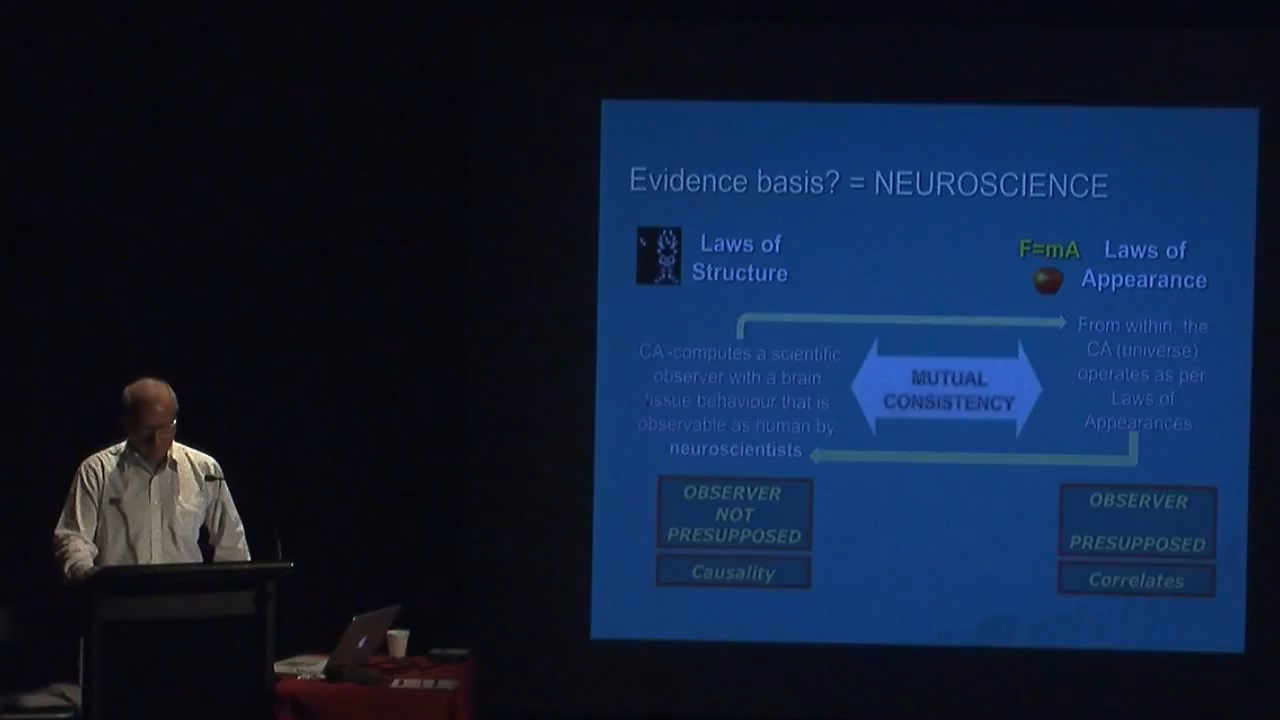 Evidence basis? = NEUROSCIENCE
Laws of
Structure
F=mA
Laws of
Appearance
CA -computes a scientific
observer with a brain
tissue behaviour that is
observable as human by
neuroscientists
MUTUAL
CONSISTENCY
From within, the
CA (universe)
operates as per
Laws of
Appearances
OBSERVER
NOT
PRESUPPOSED
Causality
OBSERVER
PRESUPPOSED
Correlates